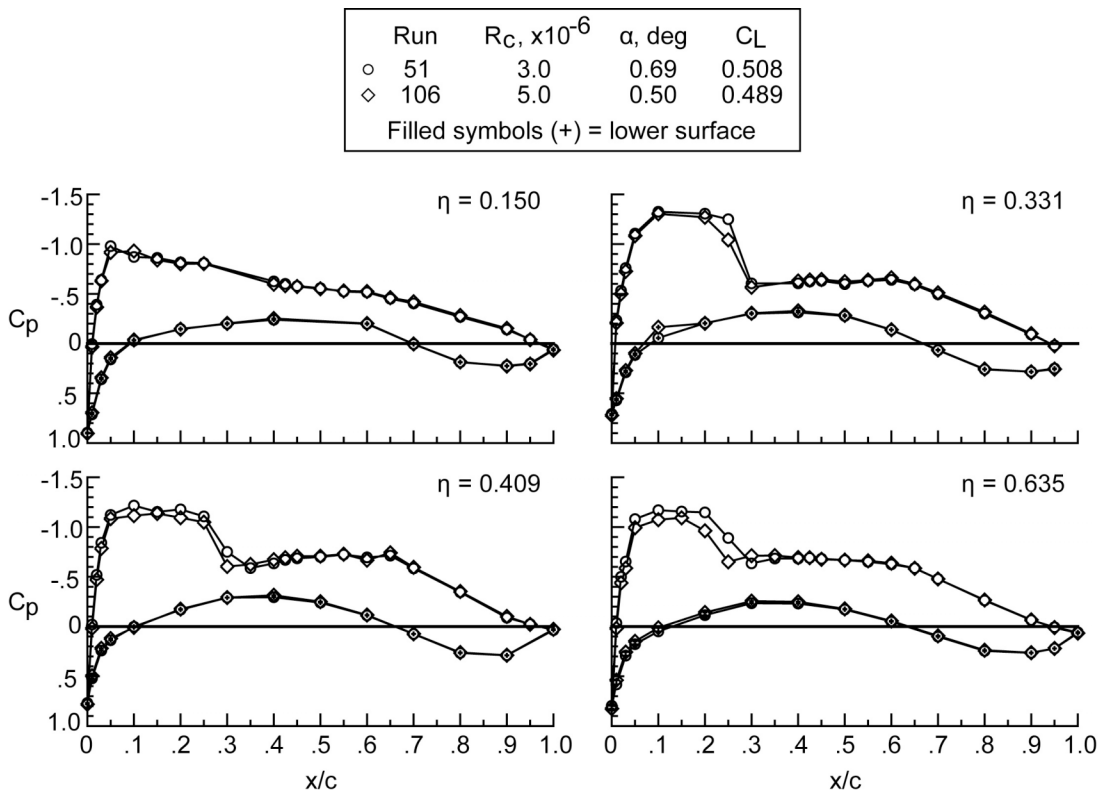 Run R_c, x10^-6 α, deg C_L
51 3.0 0.69 0.508
106 5.0 0.50 0.489
Filled symbols (+) = lower surface
-1.5
-1.0
-.5
0
.5
1.0
C_p
η = 0.150
η = 0.331
-1.5
-1.0
-.5
0
.5
1.0
C_p
η = 0.409
η = 0.635
0 .1 .2 .3 .4 .5 .6 .7 .8 .9 1.0
x/c
0 .1 .2 .3 .4 .5 .6 .7 .8 .9 1.0
x/c